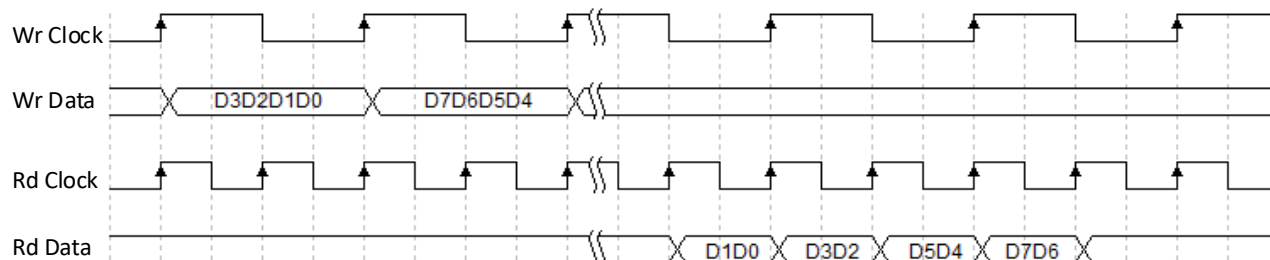 Wr Clock
Wr Data D3D2D1D0 D7D6D5D4
Rd Clock
Rd Data D1D0 D3D2 D5D4 D7D6